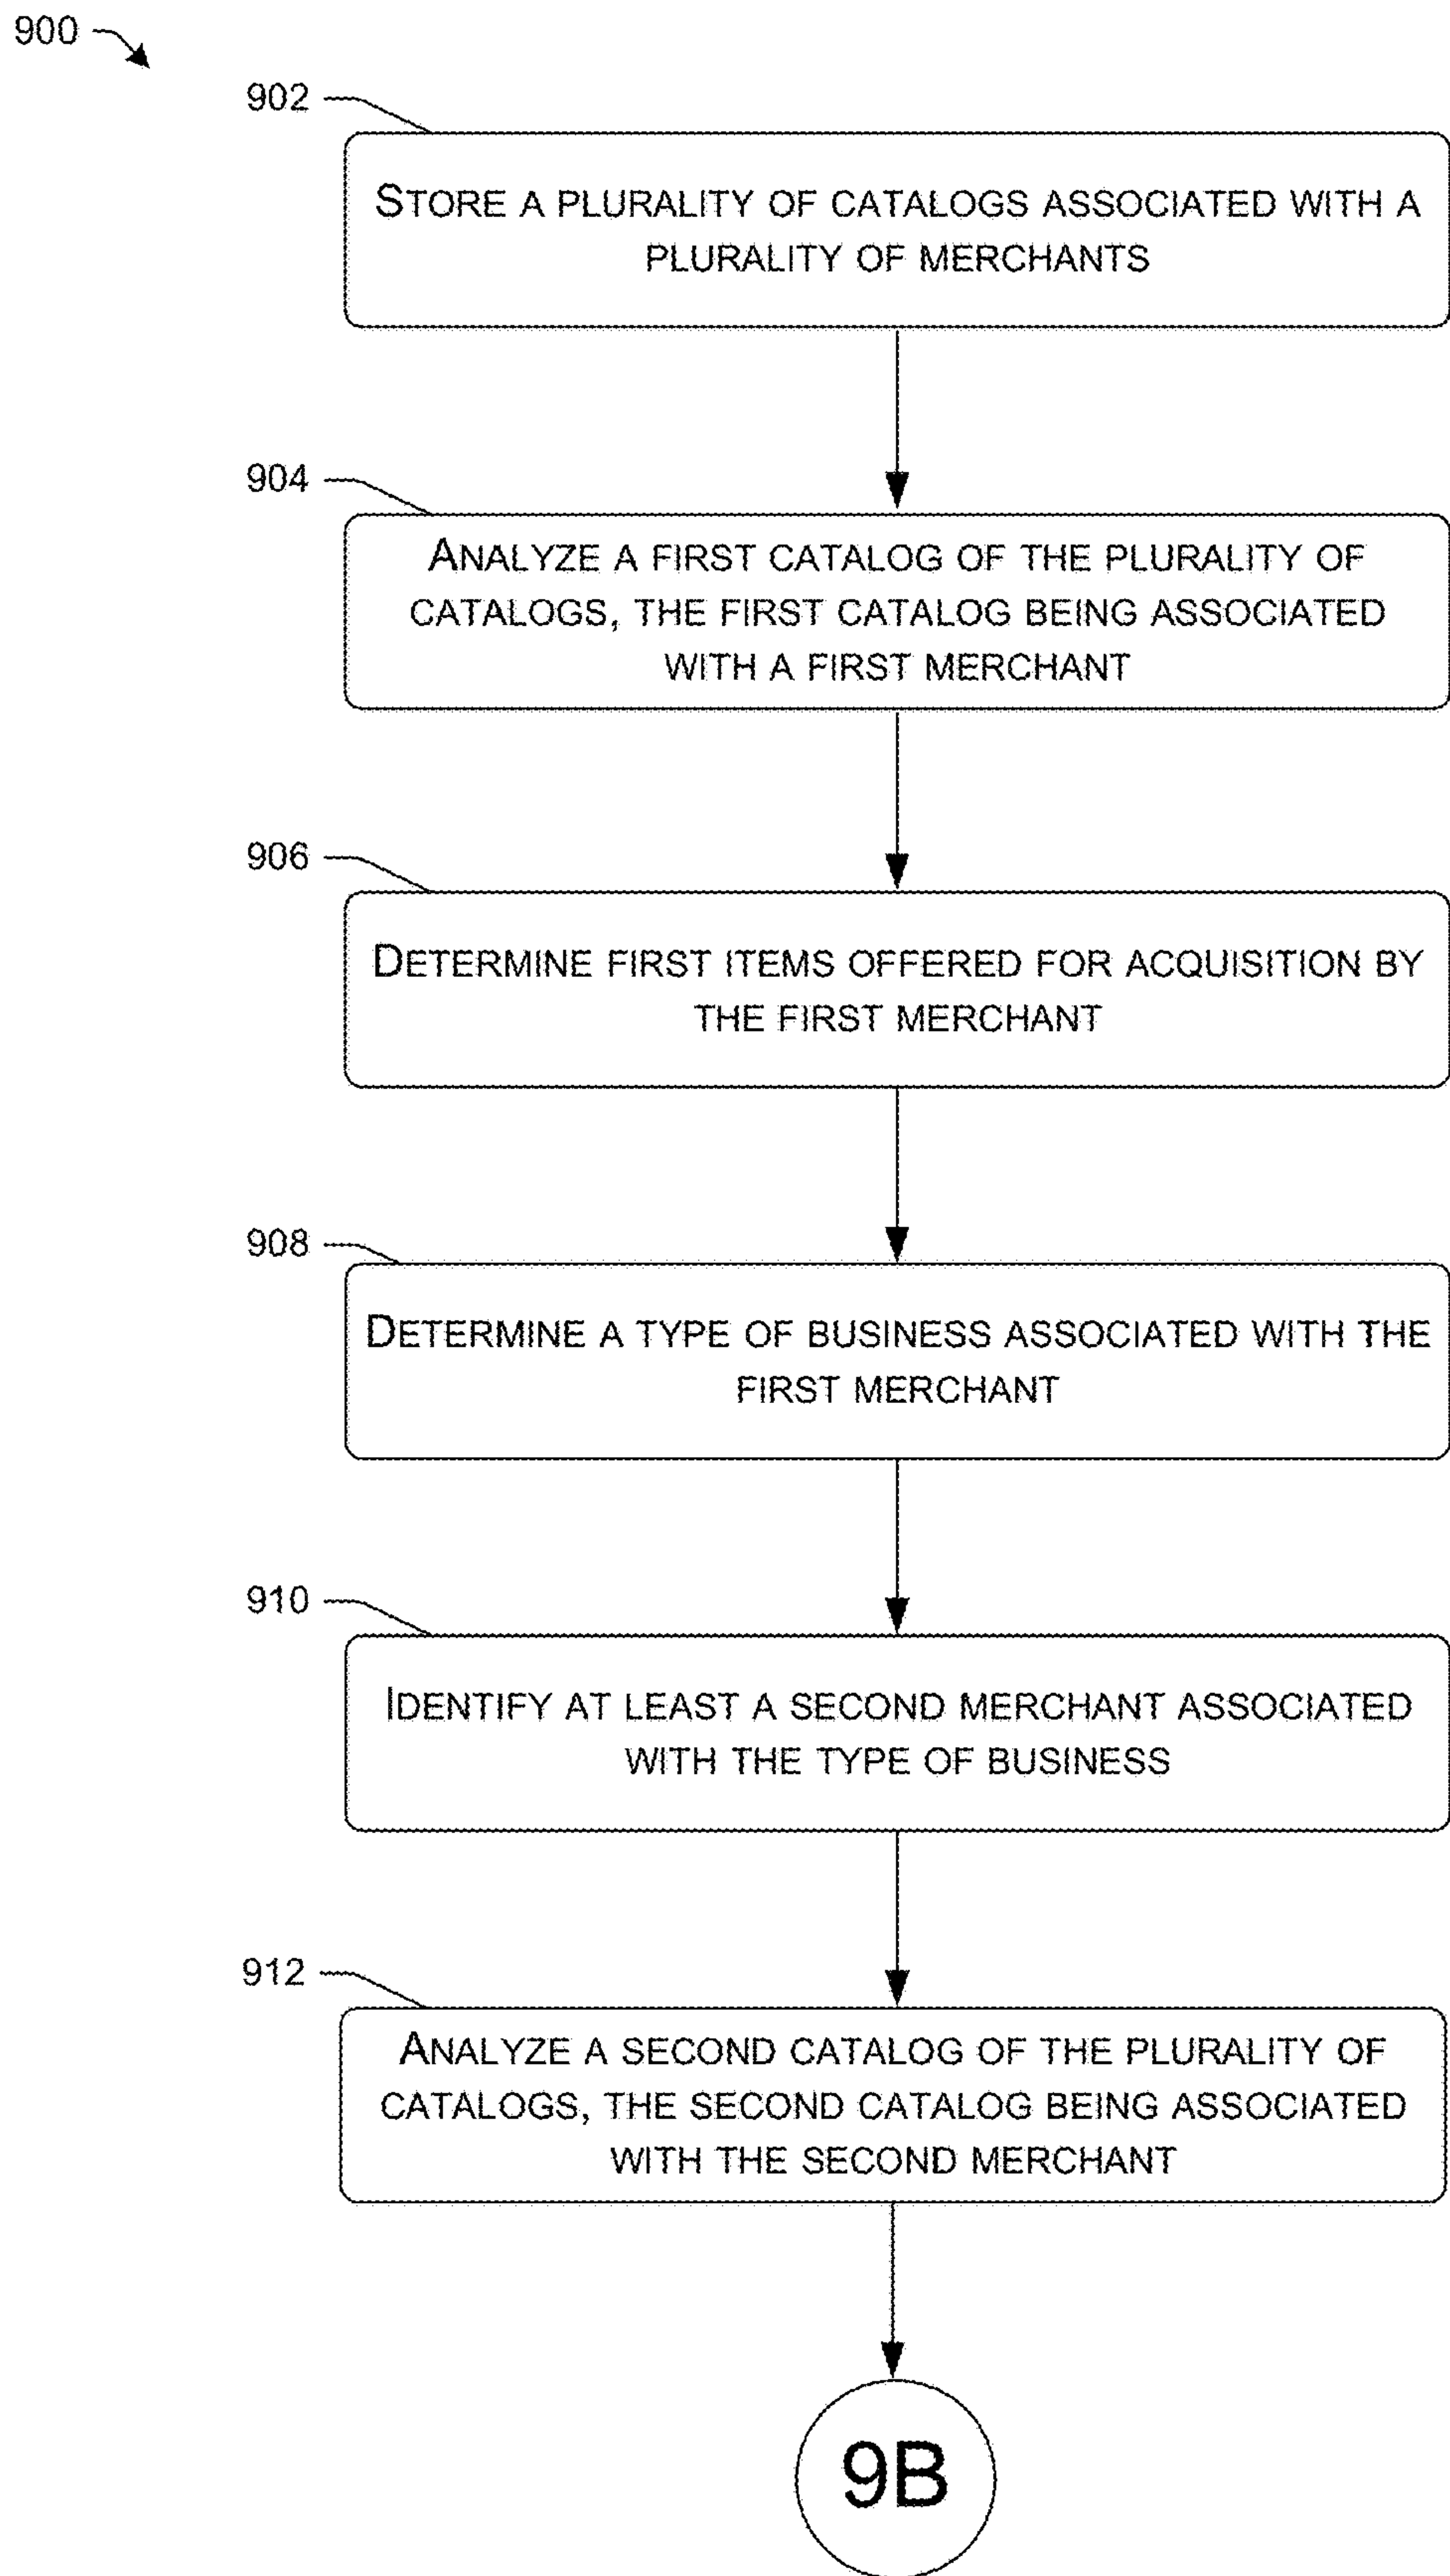 900
902
STORE A PLURALITY OF CATALOGS ASSOCIATED WITH A
PLURALITY OF MERCHANTS
904
ANALYZE A FIRST CATALOG OF THE PLURALITY OF
CATALOGS, THE FIRST CATALOG BEING ASSOCIATED
WITH A FIRST MERCHANT
906
DETERMINE FIRST ITEMS OFFERED FOR ACQUISITION BY
THE FIRST MERCHANT
908
DETERMINE A TYPE OF BUSINESS ASSOCIATED WITH THE
FIRST MERCHANT
910
IDENTIFY AT LEAST A SECOND MERCHANT ASSOCIATED
WITH THE TYPE OF BUSINESS
912
ANALYZE A SECOND CATALOG OF THE PLURALITY OF
CATALOGS, THE SECOND CATALOG BEING ASSOCIATED
WITH THE SECOND MERCHANT
9B